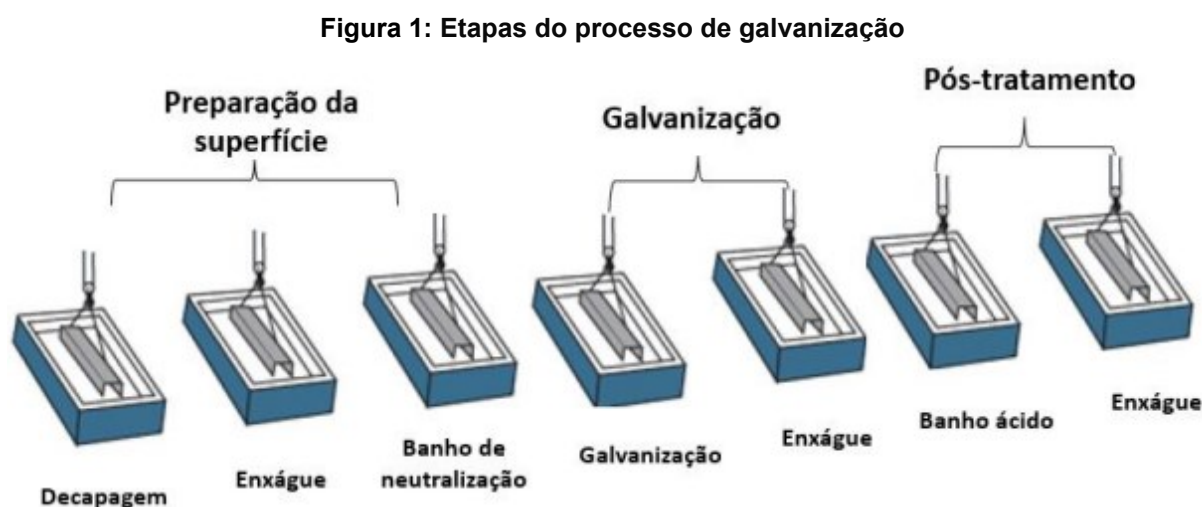 Figura 1: Etapas do processo de galvanização
Preparação da
superfície
Galvanização
Pós-tratamento
Decapagem
Enxágue
Banho de
neutralização
Galvanização
Enxágue
Banho ácido
Enxágue